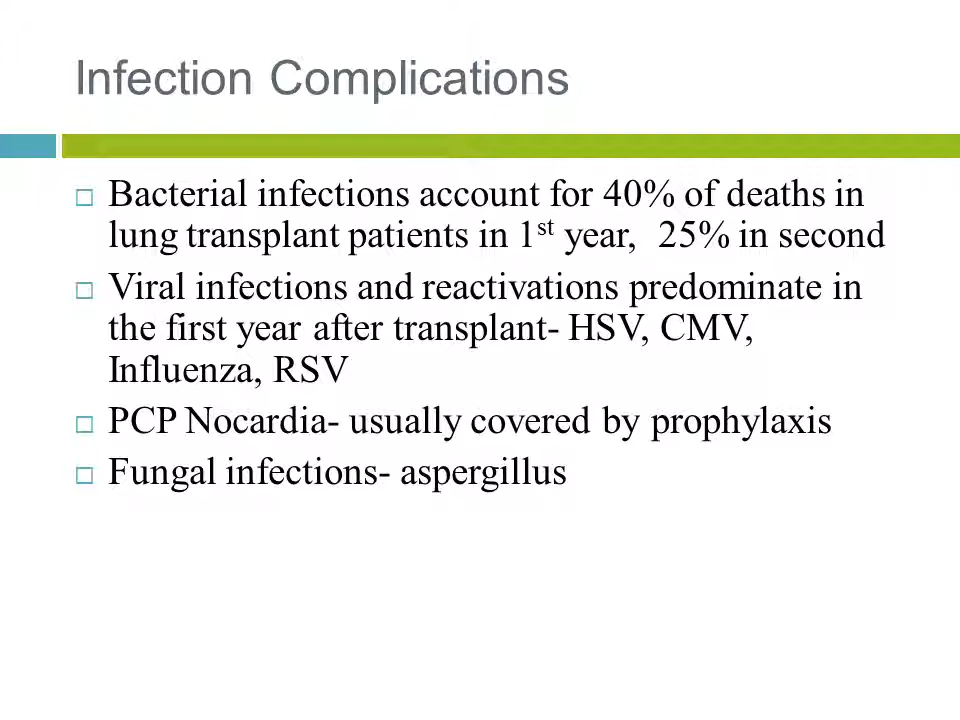 Infection Complications
Bacterial infections account for 40% of deaths in
lung transplant patients in 1st year,  25% in second
Viral infections and reactivations predominate in
the first year after transplant- HSV, CMV,
Influenza, RSV
PCP Nocardia- usually covered by prophylaxis
Fungal infections- aspergillus